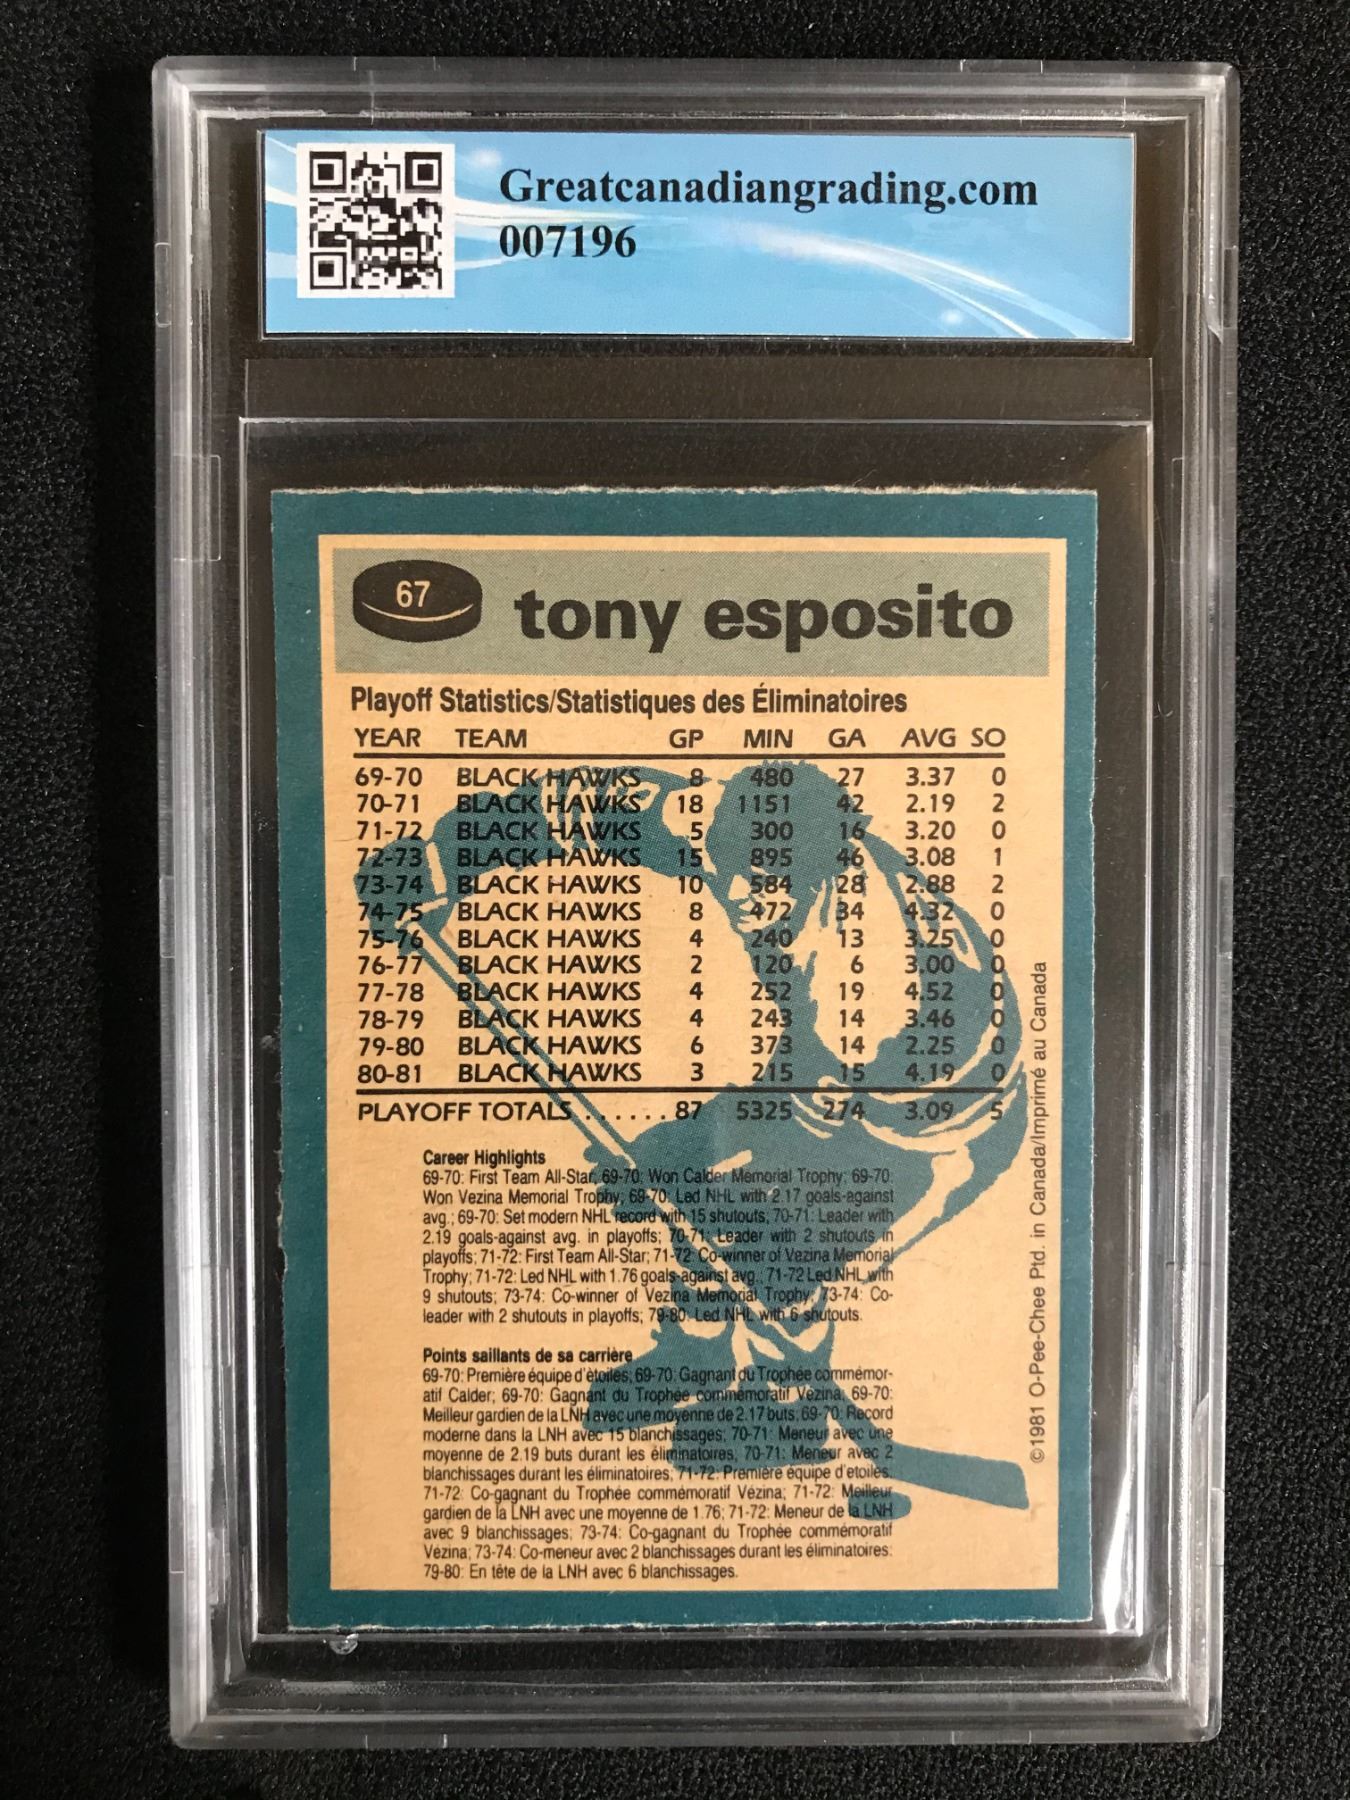 Greatcanadiangrading.com
007196
67
tony esposito
Playoff Statistics/Statistiques des Éliminatoires
YEAR TEAM GP MIN GA AVG SO
69-70 BLACK HAWKS 8 480 27 3.37 0
70-71 BLACK HAWKS 18 1151 42 2.19 2
71-72 BLACK HAWKS 5 300 16 3.20 0
72-73 BLACK HAWKS 15 895 46 3.08 1
73-74 BLACK HAWKS 10 584 28 2.88 2
74-75 BLACK HAWKS 8 472 34 4.32 0
75-76 BLACK HAWKS 4 240 13 3.25 0
76-77 BLACK HAWKS 2 120 6 3.00 0
77-78 BLACK HAWKS 4 252 19 4.52 0
78-79 BLACK HAWKS 4 243 14 3.46 0
79-80 BLACK HAWKS 6 373 14 2.25 0
80-81 BLACK HAWKS 3 215 15 4.19 0
PLAYOFF TOTALS ...... 87 5325 274 3.09 5
Career Highlights
69-70: First Team All-Star; 69-70: Won Calder Memorial Trophy; 69-70:
Won Vezina Memorial Trophy; 69-70: Led NHL with 2.17 goals-against
avg.; 69-70: Set modern NHL record with 15 shutouts; 70-71: Leader with
2.19 goals-against avg. in playoffs; 70-71: Leader with 2 shutouts in
playoffs; 71-72: First Team All-Star; 71-72: Co-winner of Vezina Memorial
Trophy; 71-72: Led NHL with 1.76 goals-against avg.; 71-72 Led NHL with
9 shutouts; 73-74: Co-winner of Vezina Memorial Trophy; 73-74: Co-
leader with 2 shutouts in playoffs; 79-80: Led NHL with 6 shutouts.
Points saillants de sa carrière
69-70: Première équipe d'ètoiles; 69-70: Gagnant du Trophée commémor-
atif Calder; 69-70: Gagnant du Trophée commémoratif Vézina; 69-70:
Meilleur gardien de la LNH avec une moyenne de 2.17 buts; 69-70: Record
moderne dans la LNH avec 15 blanchissages; 70-71: Meneur avec une
moyenne de 2.19 buts durant les éliminatoires; 70-71: Meneur avec 2
blanchissages durant les éliminatoires; 71-72: Première équipe d'etoiles;
71-72: Co-gagnant du Trophée commémoratif Vézina; 71-72: Meilleur
gardien de la LNH avec une moyenne de 1.76; 71-72: Meneur de la LNH
avec 9 blanchissages; 73-74: Co-gagnant du Trophée commémoratif
Vézina; 73-74: Co-meneur avec 2 blanchissages durant les éliminatoires:
79-80: En tête de la LNH avec 6 blanchissages.
©1981 O-Pee-Chee Ptd. in Canada/Imprimé au Canada